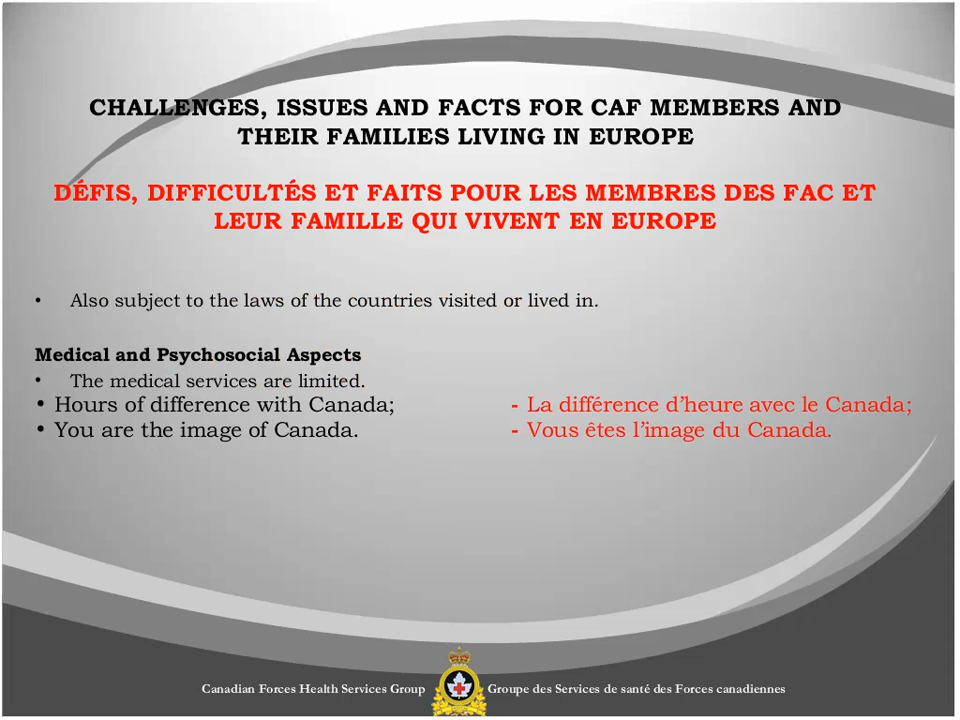 CHALLENGES, ISSUES AND FACTS FOR CAF MEMBERS AND
THEIR FAMILIES LIVING IN EUROPE
DÉFIS, DIFFICULTÉS ET FAITS POUR LES MEMBRES DES FAC ET
LEUR FAMILLE QUI VIVENT EN EUROPE
• Also subject to the laws of the countries visited or lived in.
Medical and Psychosocial Aspects
• The medical services are limited.
• Hours of difference with Canada;
- La différence d’heure avec le Canada;
• You are the image of Canada.
- Vous êtes l’image du Canada.
Canadian Forces Health Services Group
Groupe des Services de santé des Forces canadiennes